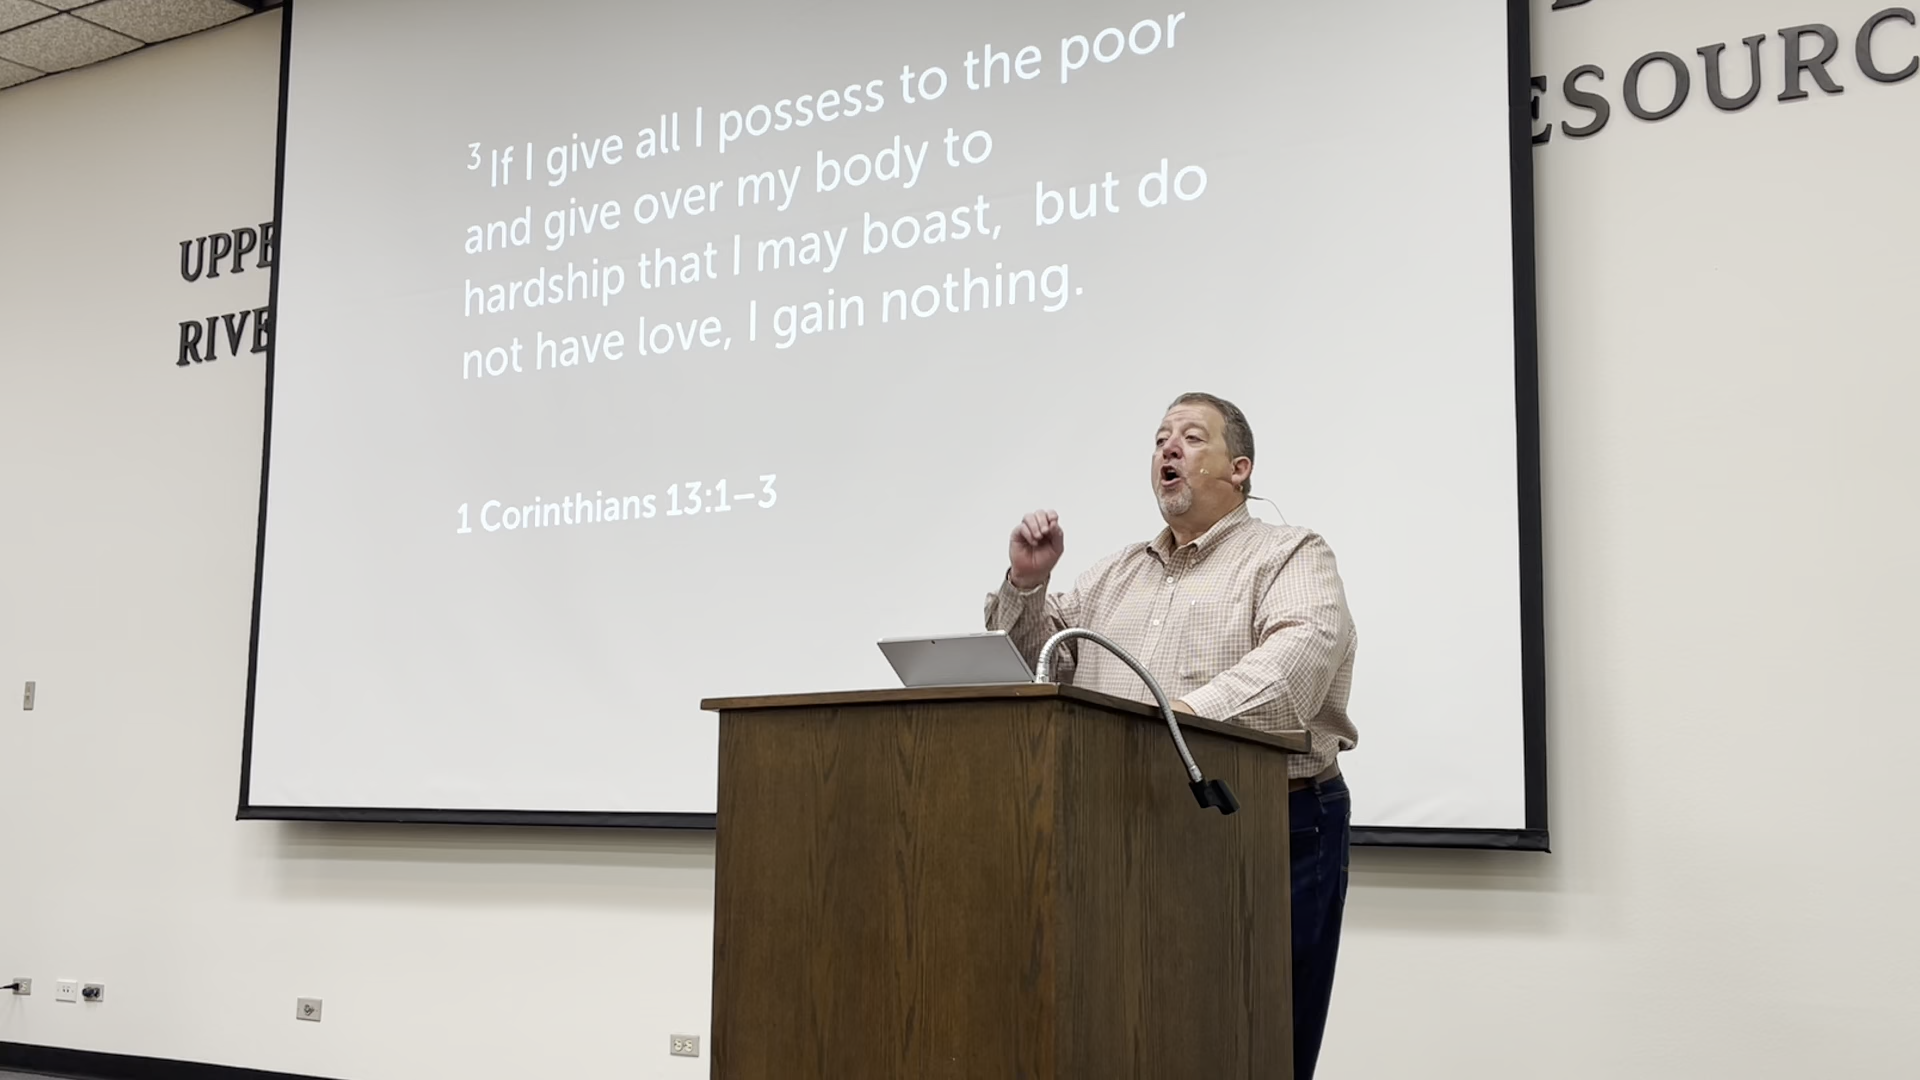 ³ If I give all I possess to the poor
and give over my body to
hardship that I may boast, but do
not have love, I gain nothing.
1 Corinthians 13:1–3
UPPE
RIVE
ESOURC